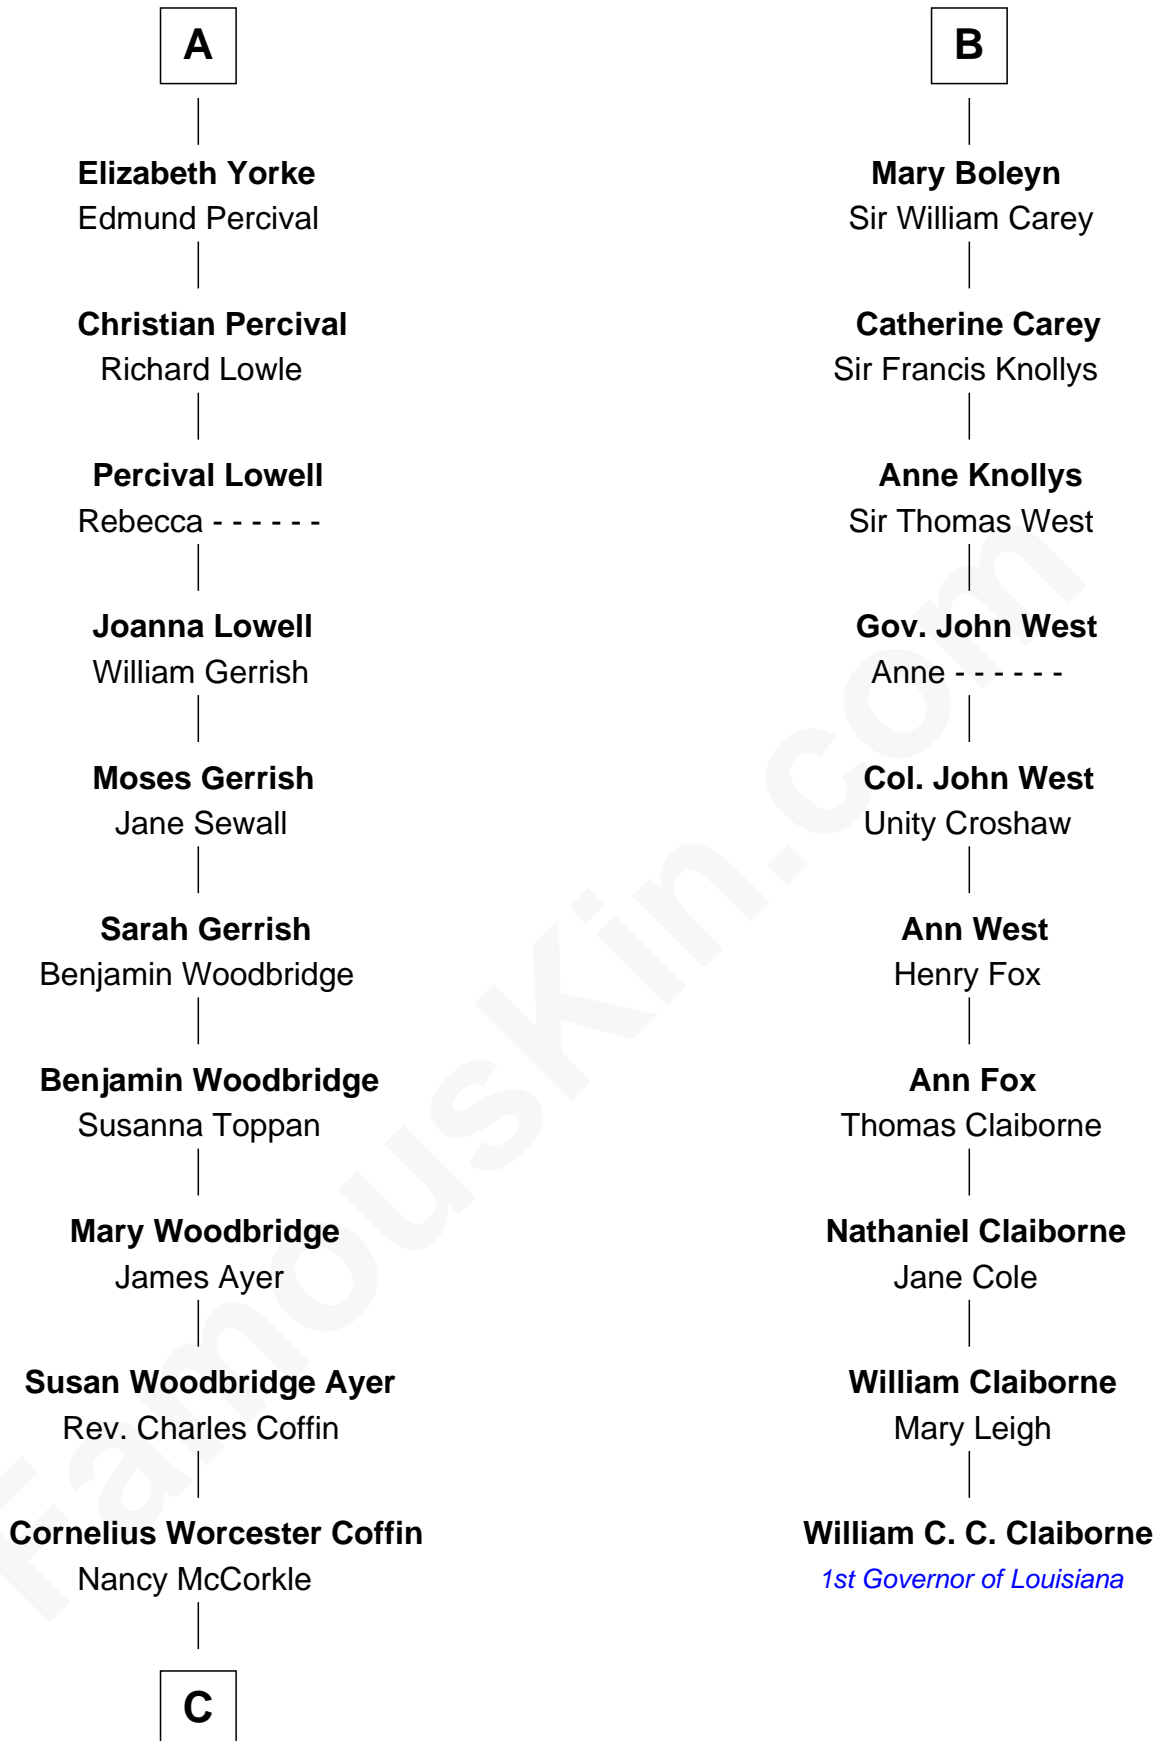 A
Elizabeth Yorke
Edmund Percival
Christian Percival
Richard Lowle
Percival Lowell
Rebecca - - - - - -
Joanna Lowell
William Gerrish
Moses Gerrish
Jane Sewall
Sarah Gerrish
Benjamin Woodbridge
Benjamin Woodbridge
Susanna Toppan
Mary Woodbridge
James Ayer
Susan Woodbridge Ayer
Rev. Charles Coffin
Cornelius Worcester Coffin
Nancy McCorkle
C
B
Mary Boleyn
Sir William Carey
Catherine Carey
Sir Francis Knollys
Anne Knollys
Sir Thomas West
Gov. John West
Anne - - - - - -
Col. John West
Unity Croshaw
Ann West
Henry Fox
Ann Fox
Thomas Claiborne
Nathaniel Claiborne
Jane Cole
William Claiborne
Mary Leigh
William C. C. Claiborne
1st Governor of Louisiana
FamousKin.com